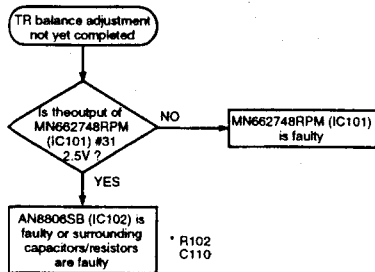 TR balance adjustment
not yet completed
Is theoutput of
MN662748RPM
(IC101) #31
2.5V ?
NO
MN662748RPM (IC101)
is faulty
YES
AN8806SB (IC102) is
faulty or surrounding
capacitors/resistors
are faulty
* R102
C110